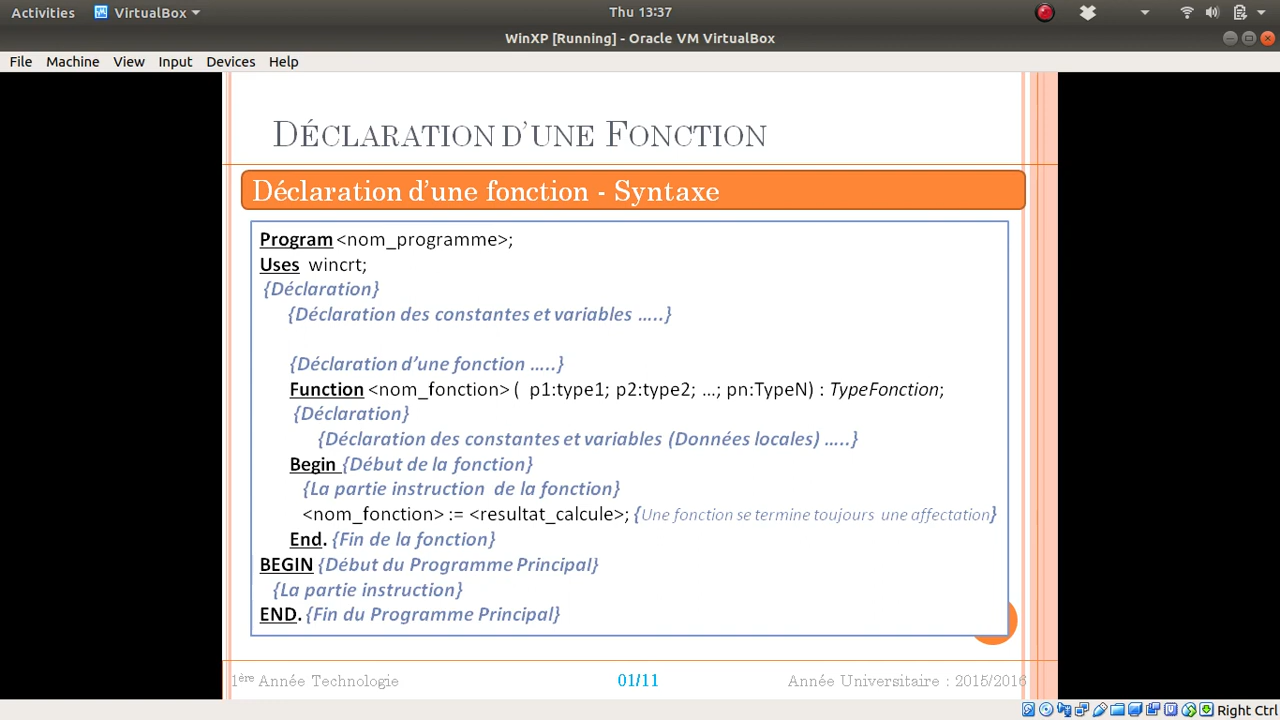 Activities VirtualBox Thu 13:37
WinXP [Running] - Oracle VM VirtualBox
File Machine View Input Devices Help
DÉCLARATION D'UNE FONCTION
Déclaration d'une fonction - Syntaxe
Program <nom_programme>;
Uses wincrt;
{Déclaration}
{Déclaration des constantes et variables …..}
{Déclaration d'une fonction …..}
Function <nom_fonction> ( p1:type1; p2:type2; …; pn:TypeN) : TypeFonction;
{Déclaration}
{Déclaration des constantes et variables (Données locales) …..}
Begin {Début de la fonction}
{La partie instruction de la fonction}
<nom_fonction> := <resultat_calcule>; {Une fonction se termine toujours une affectation}
End. {Fin de la fonction}
BEGIN {Début du Programme Principal}
{La partie instruction}
END. {Fin du Programme Principal}
1ère Année Technologie 01/11 Année Universitaire : 2015/2016
Right Ctrl